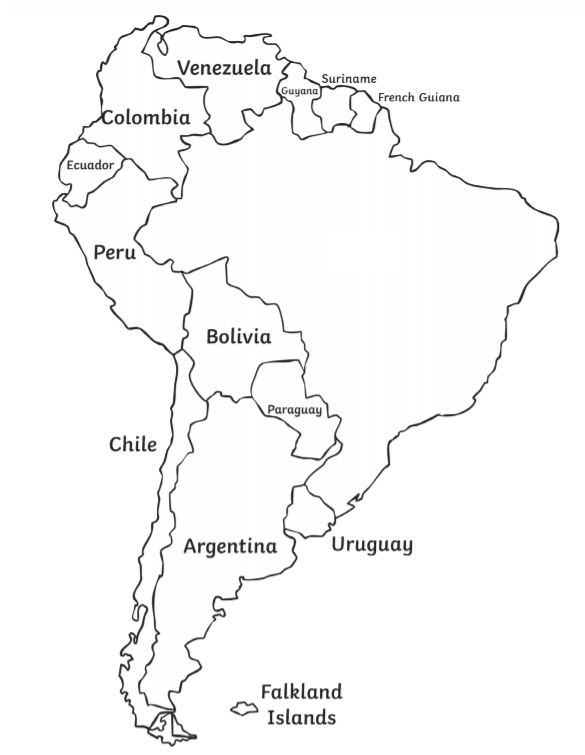 Venezuela
Suriname
Guyana
French Guiana
Colombia
Ecuador
Peru
Bolivia
Paraguay
Chile
Argentina
Uruguay
Falkland
Islands